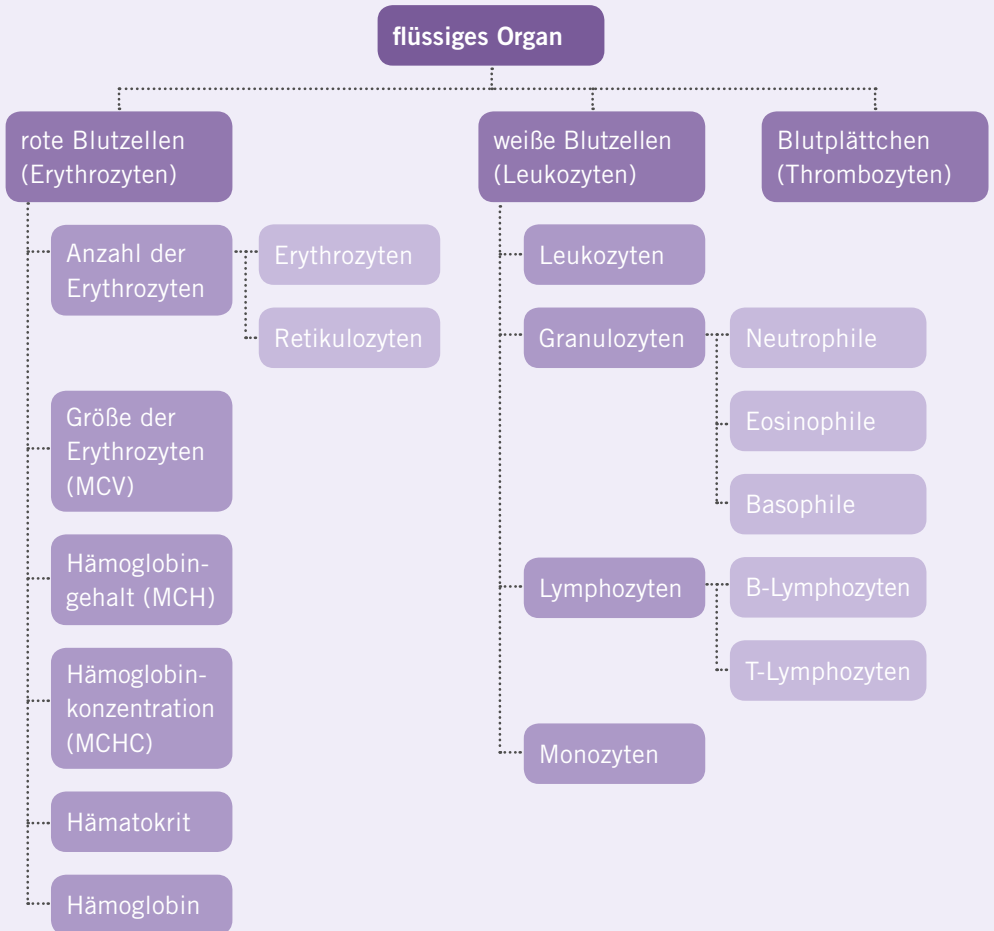 flüssiges Organ
rote Blutzellen
(Erythrozyten)
Anzahl der
Erythrozyten
Erythrozyten
Retikulozyten
Größe der
Erythrozyten
(MCV)
Hämoglobin-
gehalt (MCH)
Hämoglobin-
konzentration
(MCHC)
Hämatokrit
Hämoglobin
weiße Blutzellen
(Leukozyten)
Leukozyten
Granulozyten
Neutrophile
Eosinophile
Basophile
Lymphozyten
B-Lymphozyten
T-Lymphozyten
Monozyten
Blutplättchen
(Thrombozyten)